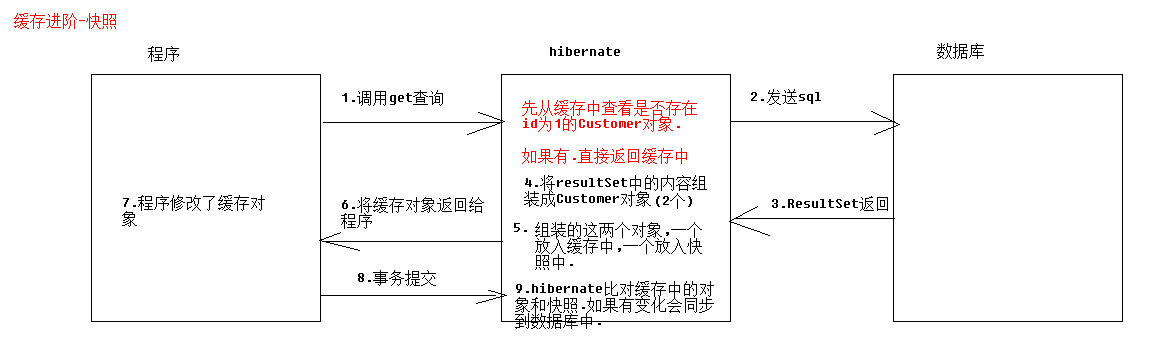 缓存进阶-快照
程序
hibernate
数据库
1.调用get查询
2.发送sql
先从缓存中查看是否存在
id为1的Customer对象.
如果有.直接返回缓存中
4.将resultSet中的内容组
装成Customer对象(2个)
3.ResultSet返回
7.程序修改了缓存对
象
6.将缓存对象返回给
程序
5. 组装的这两个对象,一个
放入缓存中,一个放入快
照中.
8.事务提交
9.hibernate比对缓存中的对
象和快照.如果有变化会同步
到数据库中.